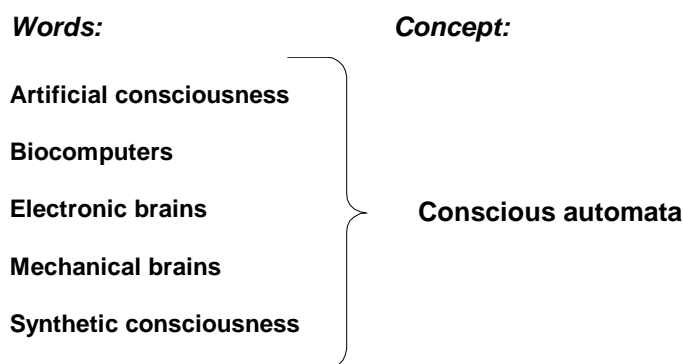 Words:
Concept:
Artificial consciousness
Biocomputers
Electronic brains
Conscious automata
Mechanical brains
Synthetic consciousness